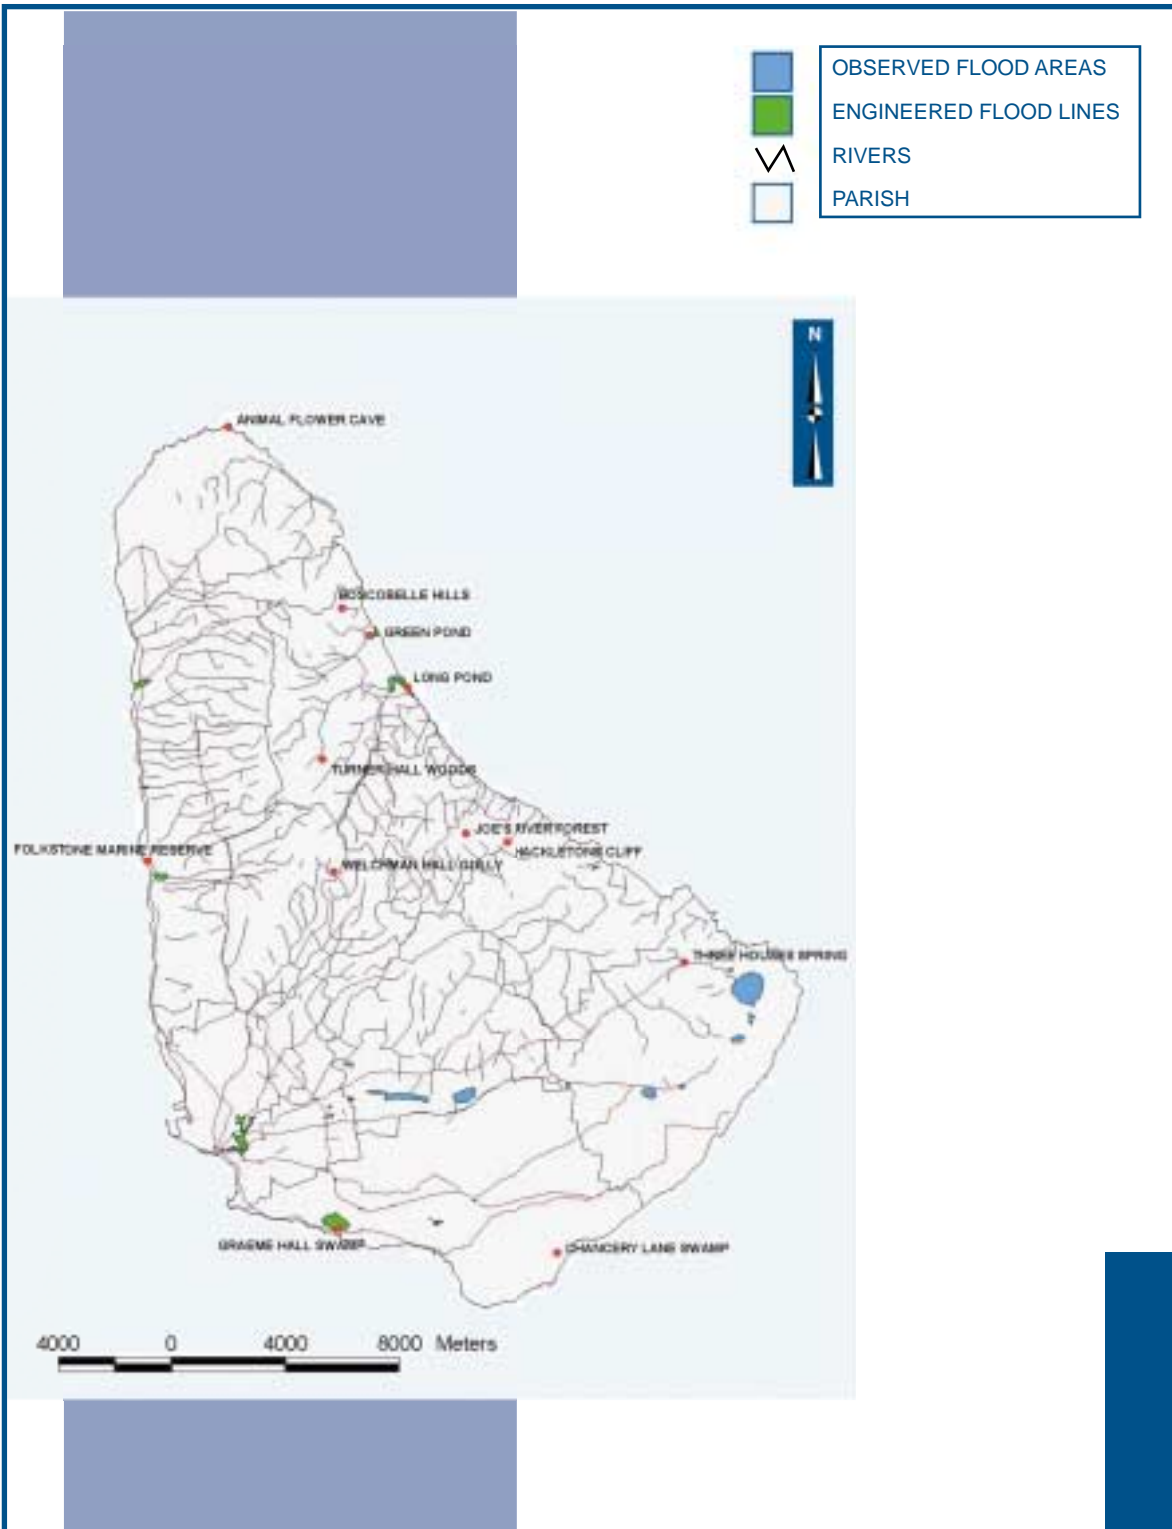 OBSERVED FLOOD AREAS
ENGINEERED FLOOD LINES
RIVERS
PARISH
N
ANIMAL FLOWER CAVE
BOSCOBELLE HILLS
GREEN POND
LONG POND
TURNER HALL WOODS
JOE'S RIVER FOREST
HACKLETONS CLIFF
FOLKSTONE MARINE RESERVE
WELCHMAN HALL GULLY
THREE HOUSES SPRING
GRAEME HALL SWAMP
CHANCERY LANE SWAMP
4000 0 4000 8000 Meters